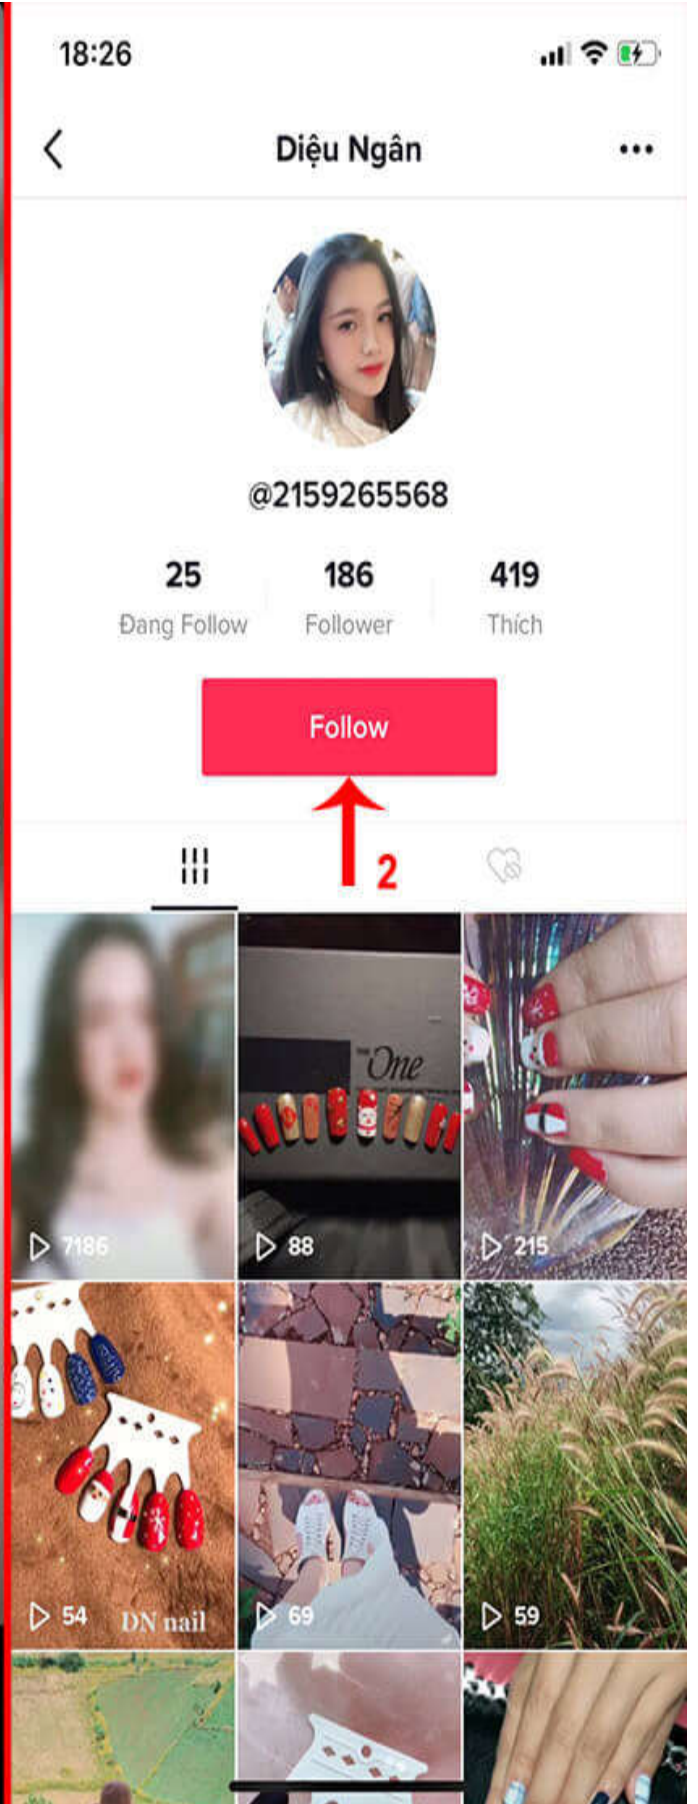 18:26
Diệu Ngân
@2159265568
25 186 419
Đang Follow Follower Thích
Follow
2
One
7186 88 215
54 DN nail 69 59